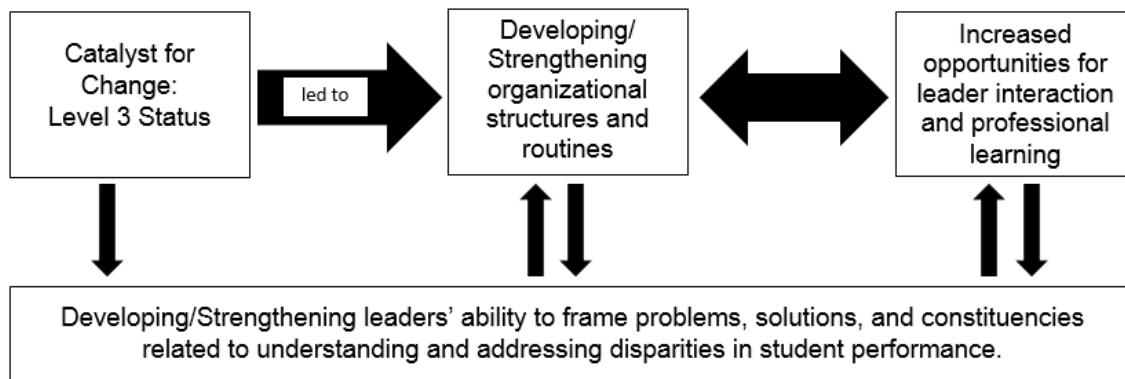 Catalyst for
Change:
Level 3 Status
led to
Developing/
Strengthening
organizational
structures and
routines
Increased
opportunities for
leader interaction
and professional
learning
Developing/Strengthening leaders’ ability to frame problems, solutions, and constituencies
related to understanding and addressing disparities in student performance.